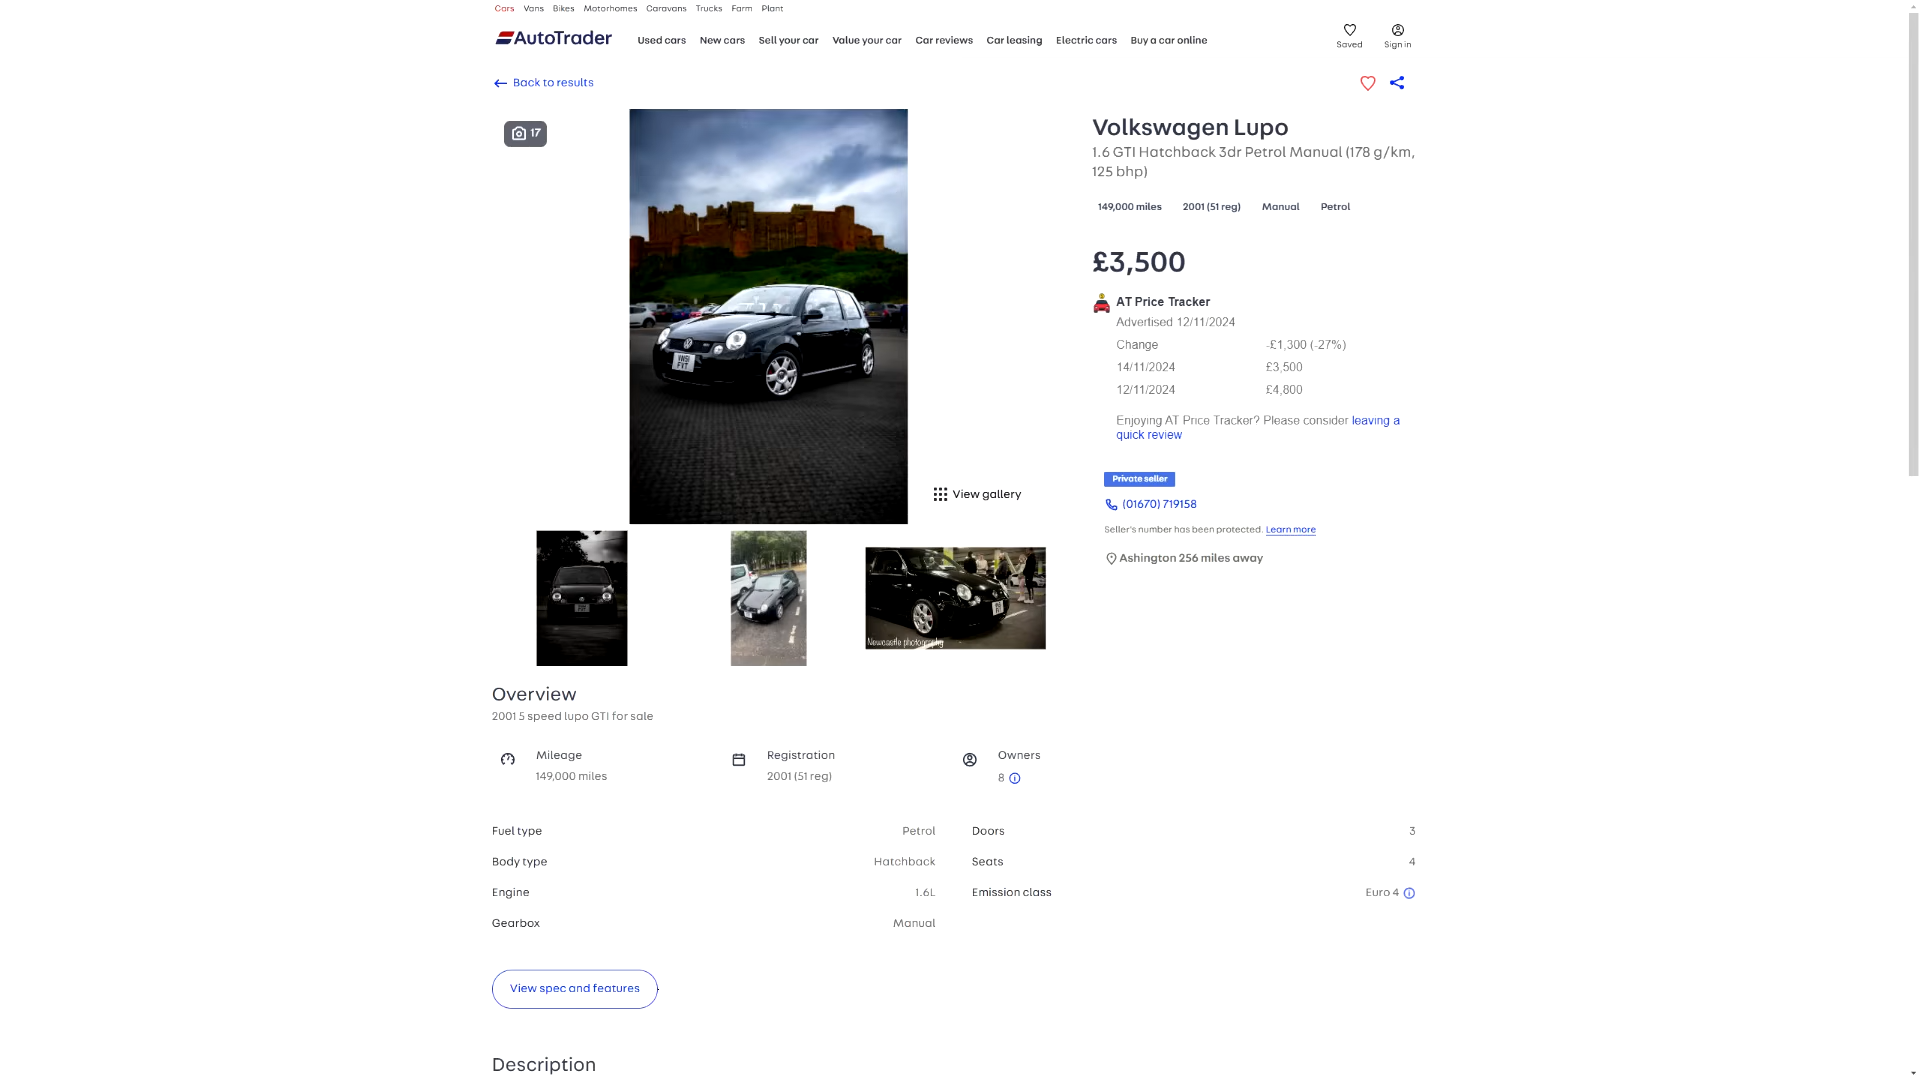 Cars Vans Bikes Motorhomes Caravans Trucks Farm Plant
AutoTrader Used cars New cars Sell your car Value your car Car reviews Car leasing Electric cars Buy a car online Saved Sign in
Back to results
17
View gallery
Newcastle photography
Volkswagen Lupo
1.6 GTI Hatchback 3dr Petrol Manual (178 g/km,
125 bhp)
149,000 miles 2001 (51 reg) Manual Petrol
£3,500
AT Price Tracker
Advertised 12/11/2024
Change -£1,300 (-27%)
14/11/2024 £3,500
12/11/2024 £4,800
Enjoying AT Price Tracker? Please consider leaving a
quick review
Private seller
(01670) 719158
Seller's number has been protected. Learn more
Ashington 256 miles away
Overview
2001 5 speed lupo GTI for sale
Mileage Registration Owners
149,000 miles 2001 (51 reg) 8
Fuel type Petrol Doors 3
Body type Hatchback Seats 4
Engine 1.6L Emission class Euro 4
Gearbox Manual
View spec and features
Description